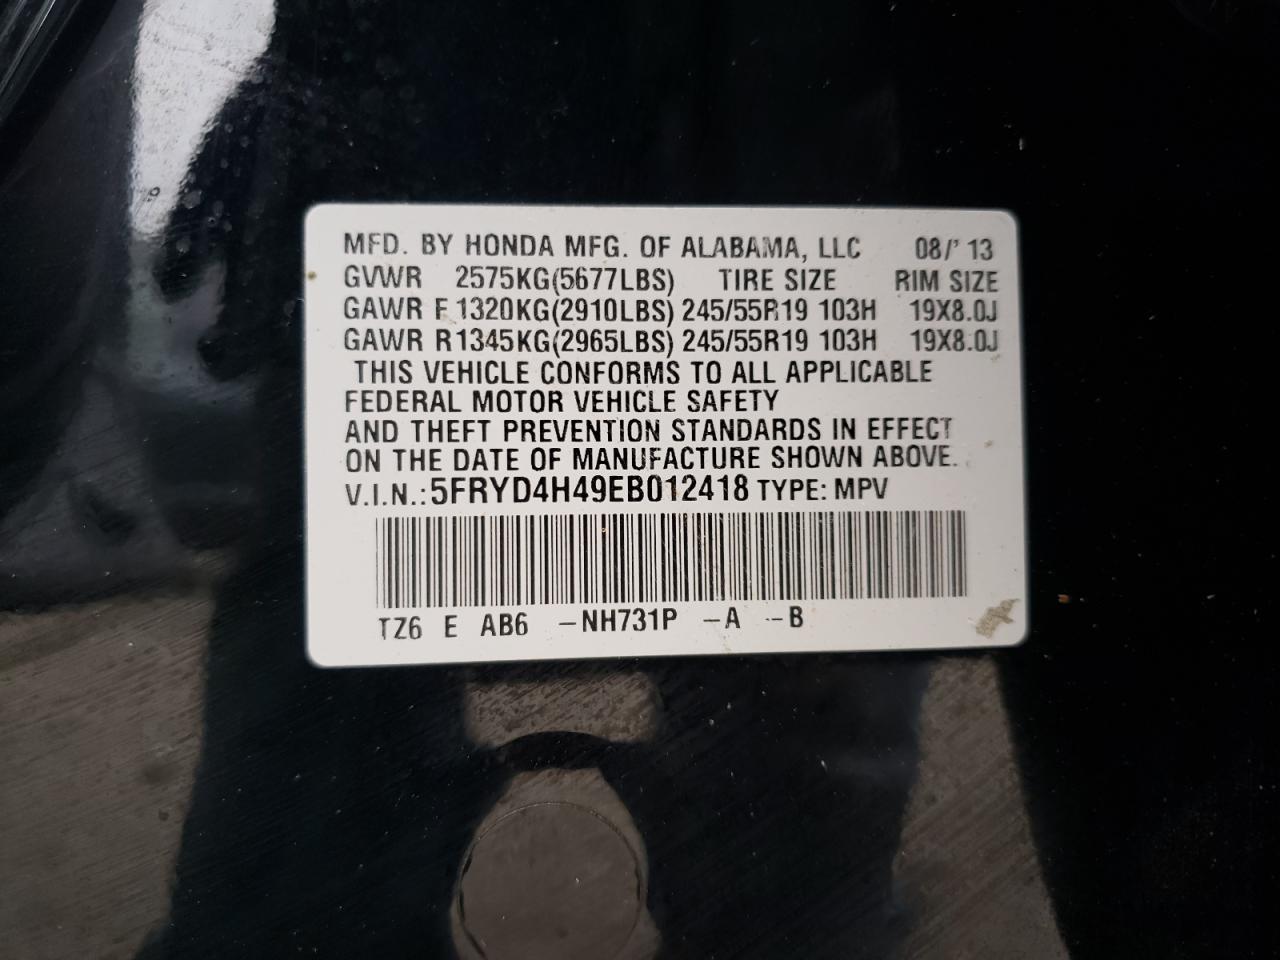 MFD. BY HONDA MFG. OF ALABAMA, LLC 08/' 13
GVWR 2575KG(5677LBS) TIRE SIZE RIM SIZE
GAWR F 1320KG(2910LBS) 245/55R19 103H 19X8.0J
GAWR R 1345KG(2965LBS) 245/55R19 103H 19X8.0J
THIS VEHICLE CONFORMS TO ALL APPLICABLE
FEDERAL MOTOR VEHICLE SAFETY
AND THEFT PREVENTION STANDARDS IN EFFECT
ON THE DATE OF MANUFACTURE SHOWN ABOVE.
V.I.N.: 5FRYD4H49EB012418 TYPE: MPV
TZ6 E AB6 –NH731P –A –B